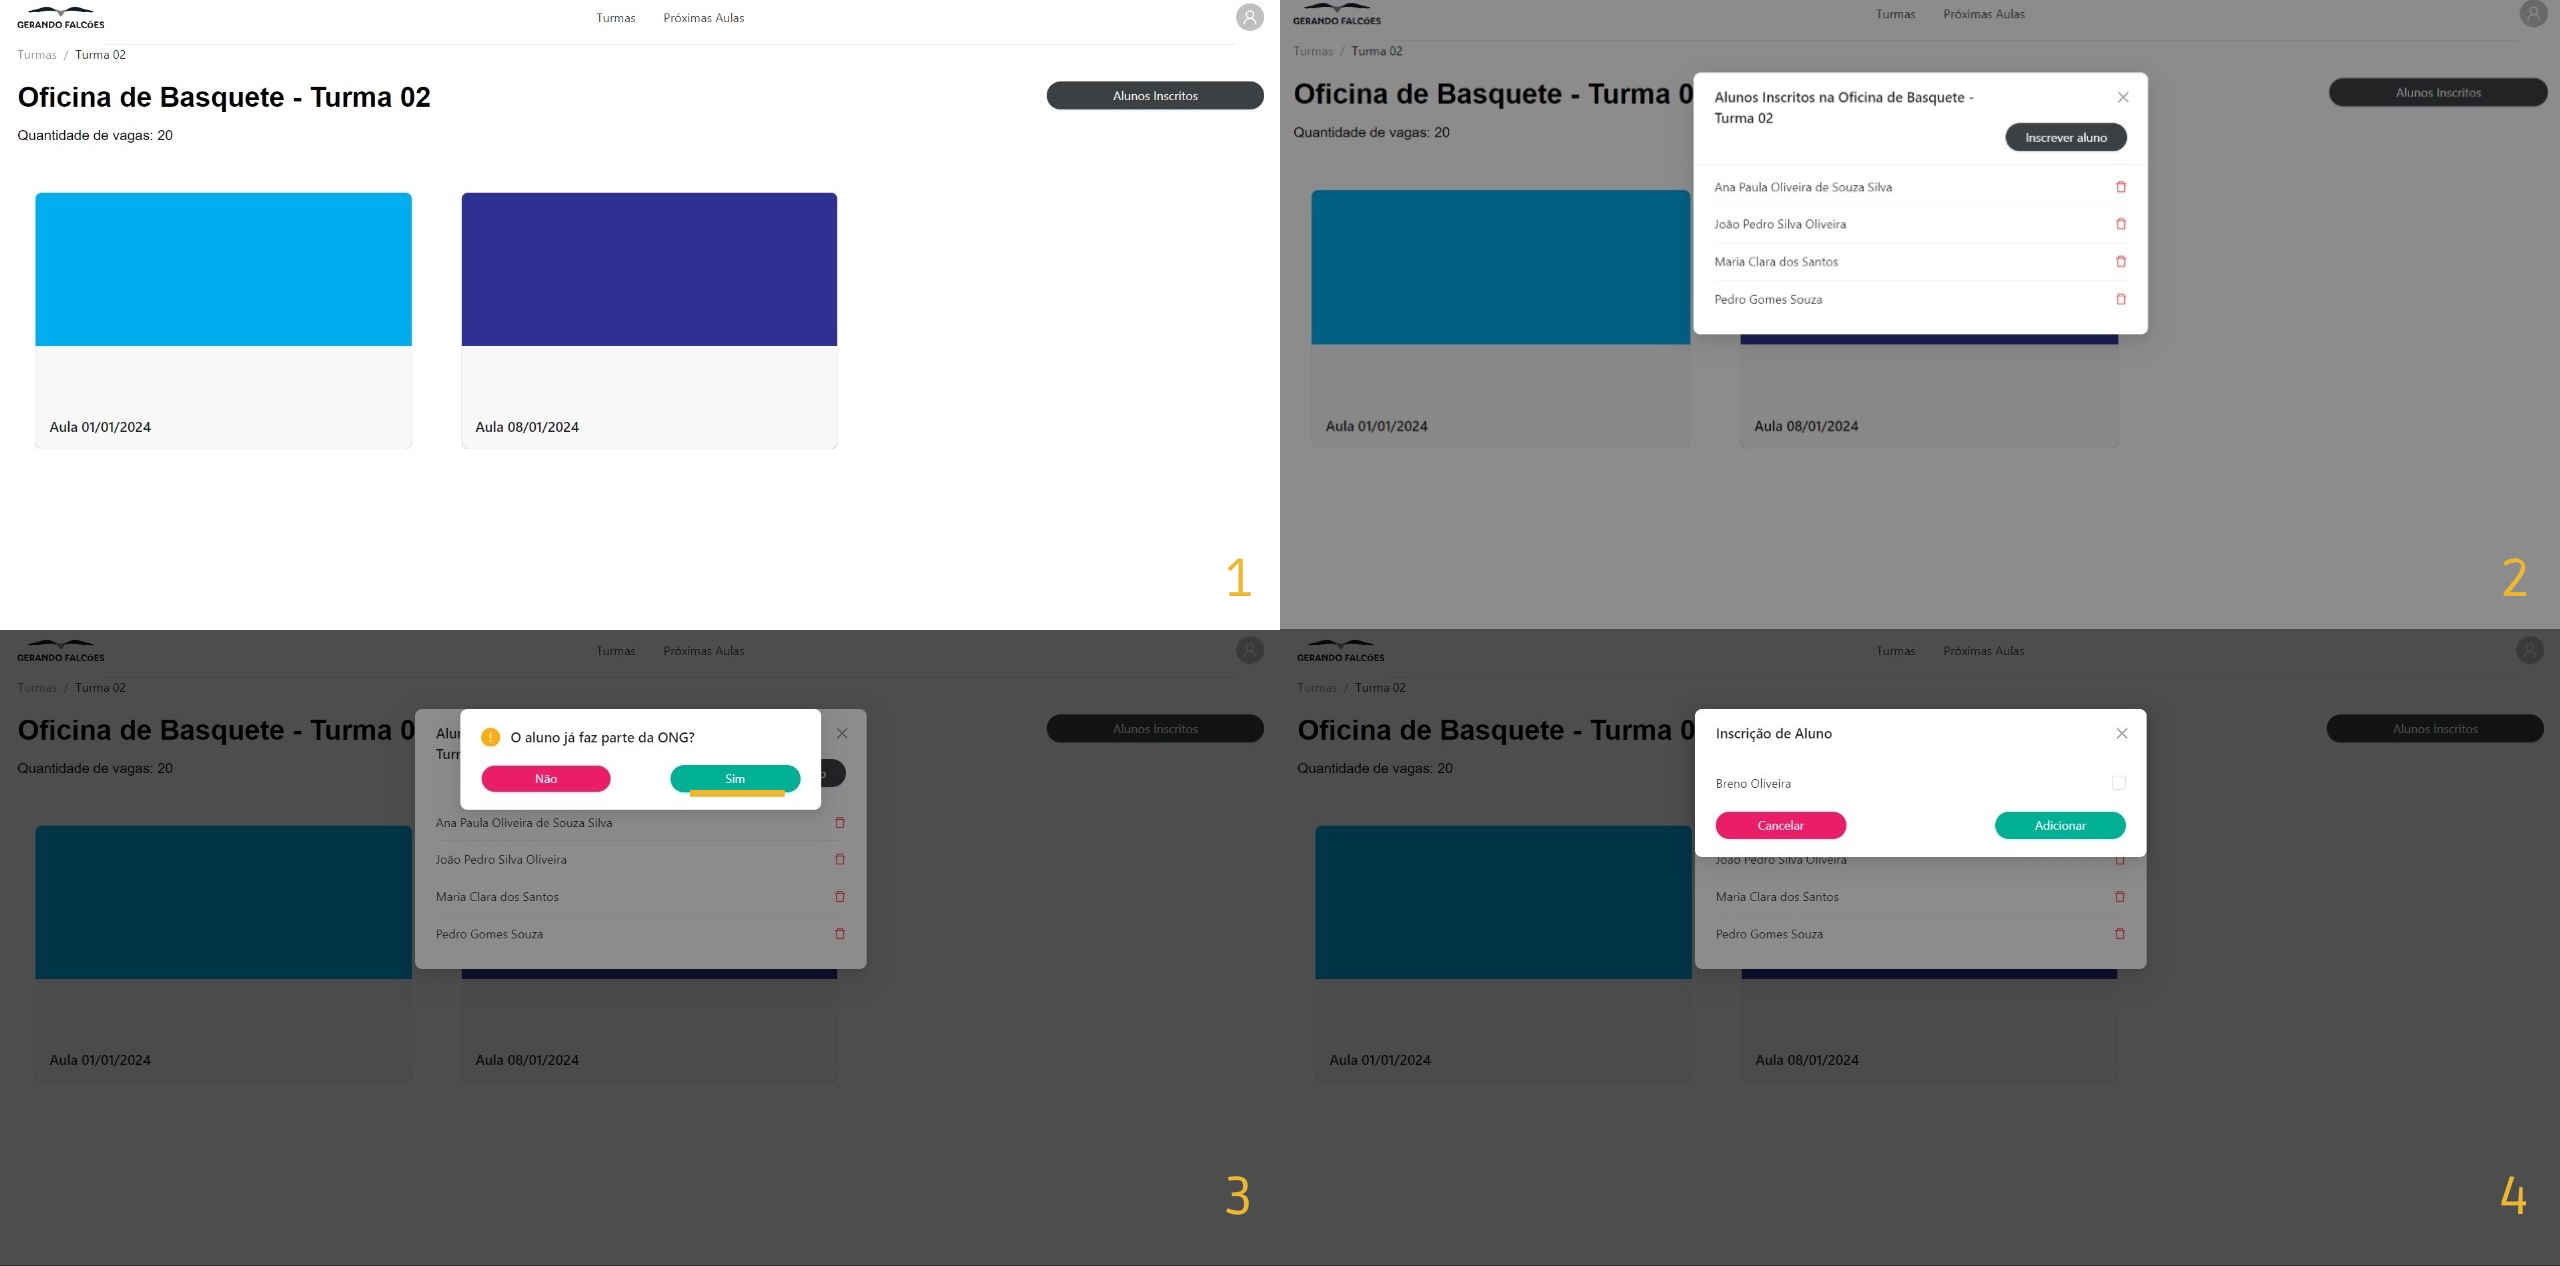 GERANDO FALCÕES
Turmas
Próximas Aulas
Turmas / Turma 02
Oficina de Basquete - Turma 02
Alunos Inscritos
Quantidade de vagas: 20
Aula 01/01/2024
Aula 08/01/2024
1
GERANDO FALCÕES
Turmas
Próximas Aulas
Turmas / Turma 02
Oficina de Basquete - Turma 0
Alunos Inscritos
Quantidade de vagas: 20
Alunos Inscritos na Oficina de Basquete -
Turma 02
Inscrever aluno
Ana Paula Oliveira de Souza Silva
João Pedro Silva Oliveira
Maria Clara dos Santos
Pedro Gomes Souza
Aula 01/01/2024
Aula 08/01/2024
2
GERANDO FALCÕES
Turmas
Próximas Aulas
Turmas / Turma 02
Oficina de Basquete - Turma 0
Alunos Inscritos
Quantidade de vagas: 20
O aluno já faz parte da ONG?
Não
Sim
Ana Paula Oliveira de Souza Silva
João Pedro Silva Oliveira
Maria Clara dos Santos
Pedro Gomes Souza
Aula 01/01/2024
Aula 08/01/2024
3
GERANDO FALCÕES
Turmas
Próximas Aulas
Turmas / Turma 02
Oficina de Basquete - Turma 0
Alunos Inscritos
Quantidade de vagas: 20
Inscrição de Aluno
Breno Oliveira
Cancelar
Adicionar
João Pedro Silva Oliveira
Maria Clara dos Santos
Pedro Gomes Souza
Aula 01/01/2024
Aula 08/01/2024
4